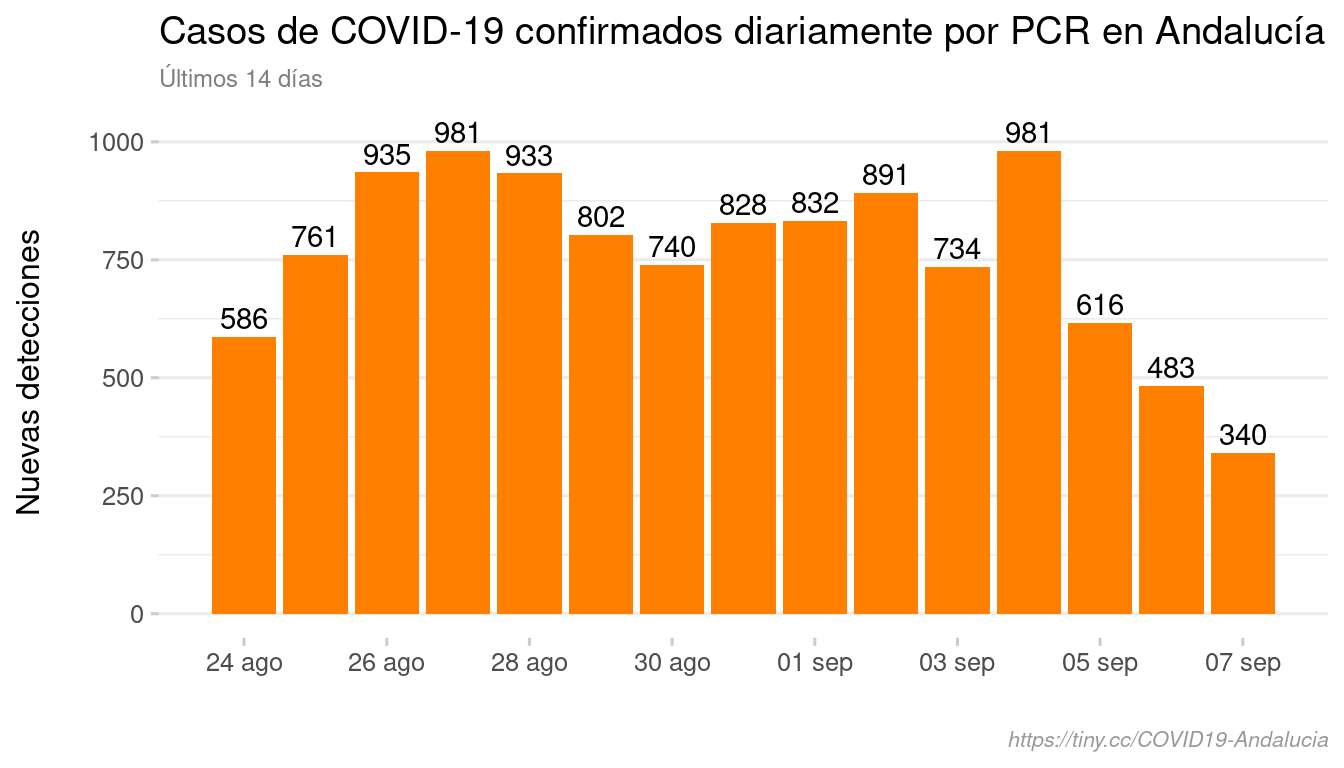 Casos de COVID-19 confirmados diariamente por PCR en Andalucía
Últimos 14 días
Nuevas detecciones
1000
750
500
250
0
586
761
935
981
933
802
740
828
832
891
734
981
616
483
340
24 ago
26 ago
28 ago
30 ago
01 sep
03 sep
05 sep
07 sep
https://tiny.cc/COVID19-Andalucia